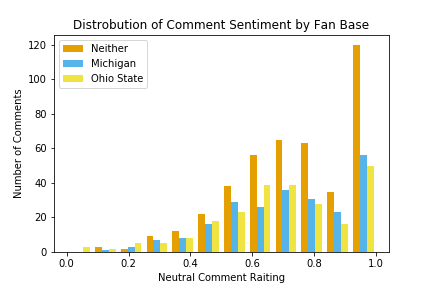 Distrobution of Comment Sentiment by Fan Base
Neither
Michigan
Ohio State
Number of Comments
120
100
80
60
40
20
0
0.0 0.2 0.4 0.6 0.8 1.0
Neutral Comment Raiting